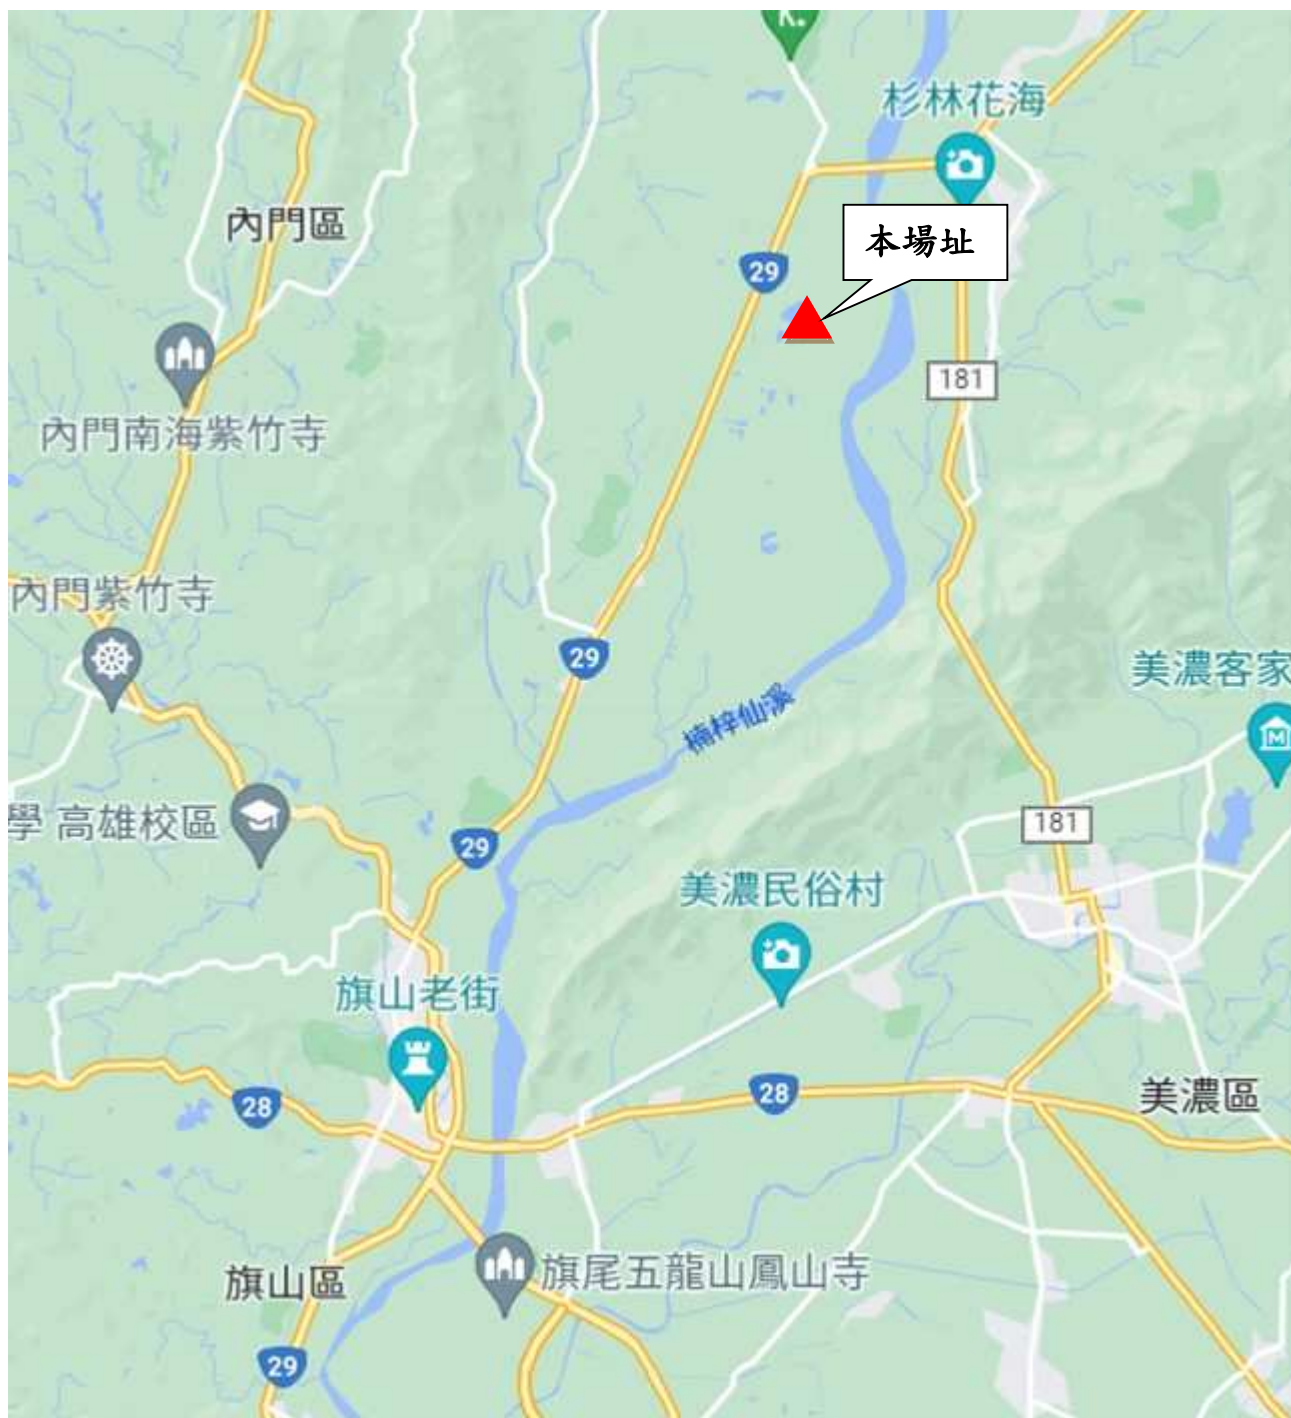 K.
杉林花海
內門區
本場址
29
181
內門南海紫竹寺
內門紫竹寺
29
美濃客家
楠梓仙溪
學 高雄校區
29
181
美濃民俗村
旗山老街
28
28
美濃區
旗山區
旗尾五龍山鳳山寺
29